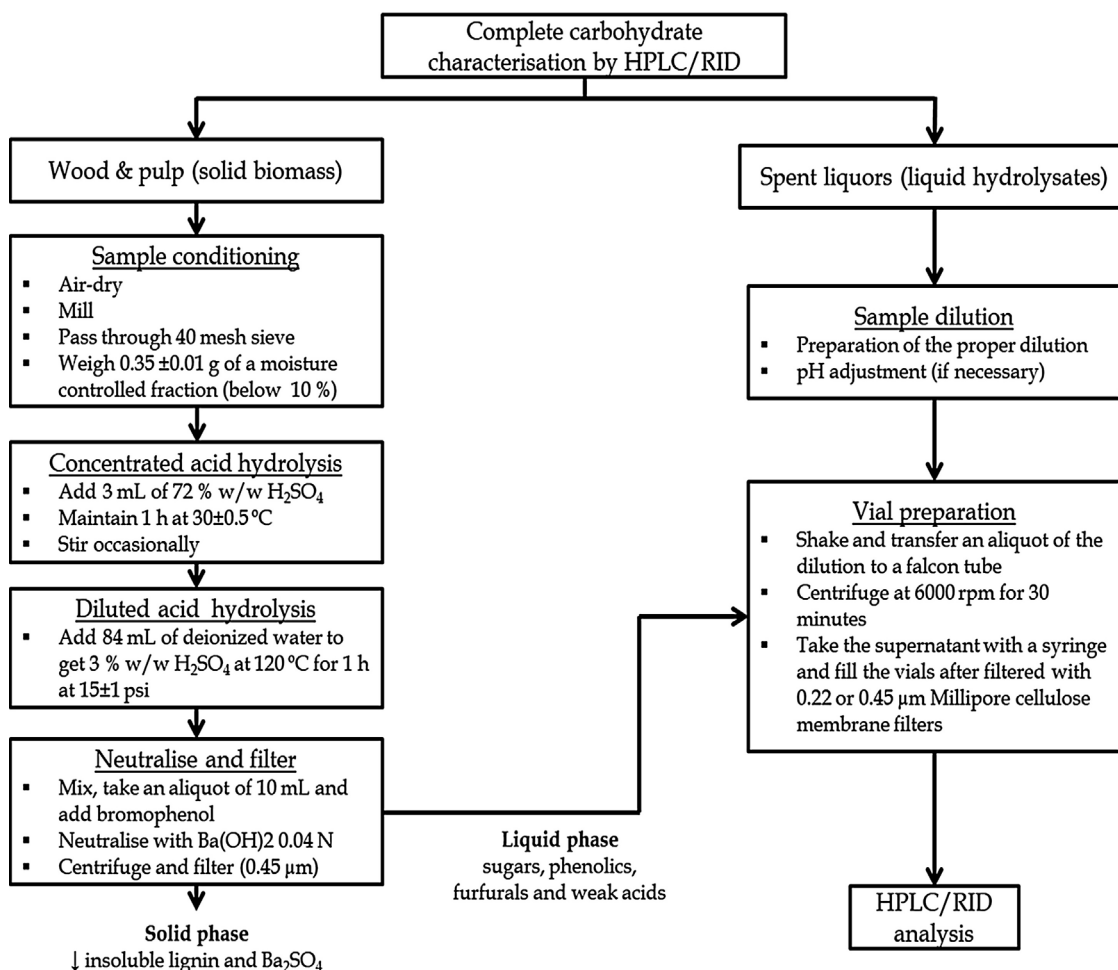 Complete carbohydrate
characterisation by HPLC/RID
Wood & pulp (solid biomass)
Sample conditioning
▪ Air-dry
▪ Mill
▪ Pass through 40 mesh sieve
▪ Weigh 0.35 ±0.01 g of a moisture
controlled fraction (below 10 %)
Concentrated acid hydrolysis
▪ Add 3 mL of 72 % w/w H₂SO₄
▪ Maintain 1 h at 30±0.5 ºC
▪ Stir occasionally
Diluted acid hydrolysis
▪ Add 84 mL of deionized water to
get 3 % w/w H₂SO₄ at 120 ºC for 1 h
at 15±1 psi
Neutralise and filter
▪ Mix, take an aliquot of 10 mL and
add bromophenol
▪ Neutralise with Ba(OH)2 0.04 N
▪ Centrifuge and filter (0.45 µm)
Solid phase
↓ insoluble lignin and Ba₂SO₄
Liquid phase
sugars, phenolics,
furfurals and weak acids
Spent liquors (liquid hydrolysates)
Sample dilution
▪ Preparation of the proper dilution
▪ pH adjustment (if necessary)
Vial preparation
▪ Shake and transfer an aliquot of the
dilution to a falcon tube
▪ Centrifuge at 6000 rpm for 30
minutes
▪ Take the supernatant with a syringe
and fill the vials after filtered with
0.22 or 0.45 µm Millipore cellulose
membrane filters
HPLC/RID
analysis